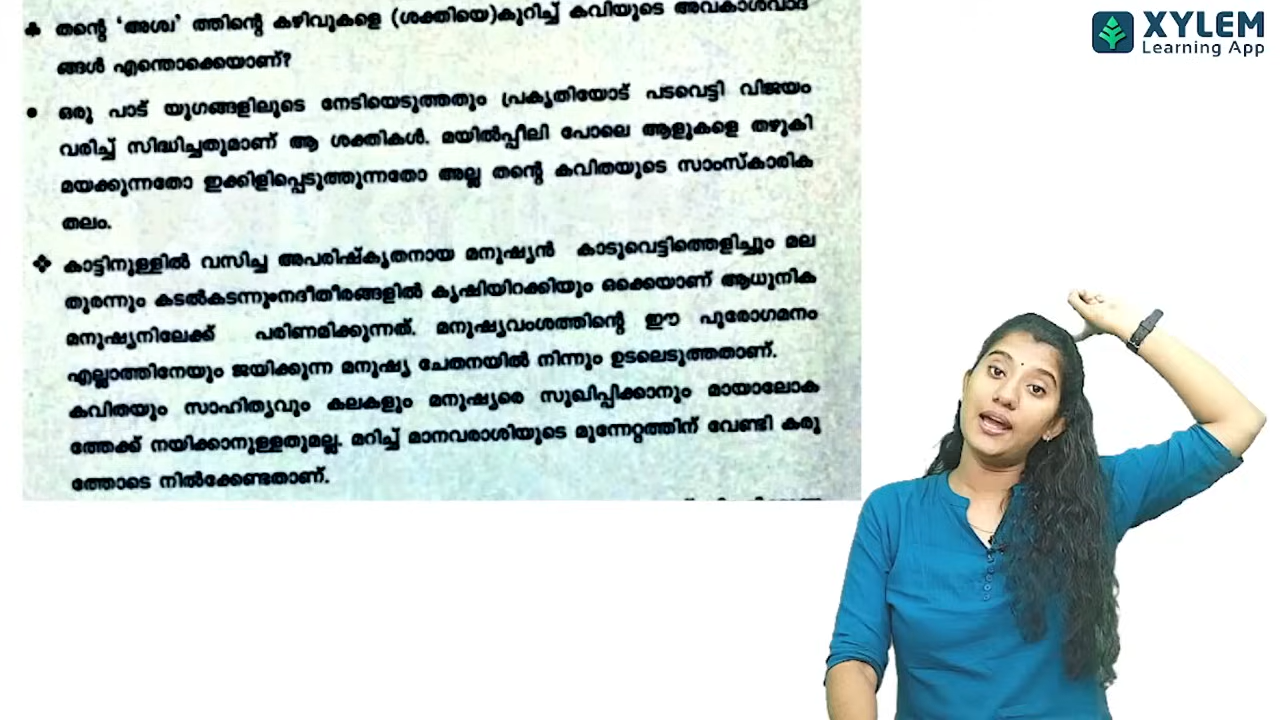 തന്റെ 'അശ്വ' ത്തിന്റെ കഴിവുകളെ (ശക്തിയെ)കുറിച്ച് കവിയുടെ അവകാശവാദ
ങ്ങൾ എന്തൊക്കെയാണ്?
• ഒരു പാട് യുഗങ്ങളിലൂടെ നേടിയെടുത്തതും പ്രകൃതിയോട് പടവെട്ടി വിജയം
വരിച്ച് സിദ്ധിച്ചതുമാണ് ആ ശക്തികൾ. മയിൽപ്പീലി പോലെ ആളുകളെ തഴുകി
മയക്കുന്നതോ ഇക്കിളിപ്പെടുത്തുന്നതോ അല്ല തന്റെ കവിതയുടെ സാംസ്കാരിക
തലം.
❖ കാട്ടിനുള്ളിൽ വസിച്ച അപരിഷ്കൃതനായ മനുഷ്യൻ കാടുവെട്ടിത്തെളിച്ചും മല
തുരന്നും കടൽകടന്നും നദീതീരങ്ങളിൽ കൃഷിയിറക്കിയും ഒക്കെയാണ് ആധുനിക
മനുഷ്യനിലേക്ക് പരിണമിക്കുന്നത്. മനുഷ്യവംശത്തിന്റെ ഈ പുരോഗമനം
എല്ലാത്തിനേയും ജയിക്കുന്ന മനുഷ്യ ചേതനയിൽ നിന്നും ഉടലെടുത്തതാണ്.
കവിതയും സാഹിത്യവും കലകളും മനുഷ്യരെ സുഖിപ്പിക്കാനും മായാലോക
ത്തേക്ക് നയിക്കാനുള്ളതുമല്ല. മറിച്ച് മാനവരാശിയുടെ മുന്നേറ്റത്തിന് വേണ്ടി കരു
ത്തോടെ നിൽക്കേണ്ടതാണ്.
XYLEM
Learning App